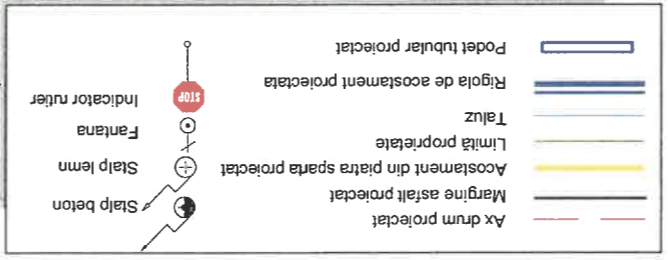 Ax drum proiectat
Margine asfalt proiectat
Acostament din piatra sparta proiectat
Limită proprietate
Taluz
Rigola de acostament proiectata
Podet tubular proiectat
Stalp beton
Stalp lemn
Fantana
STOP
Indicator rutier